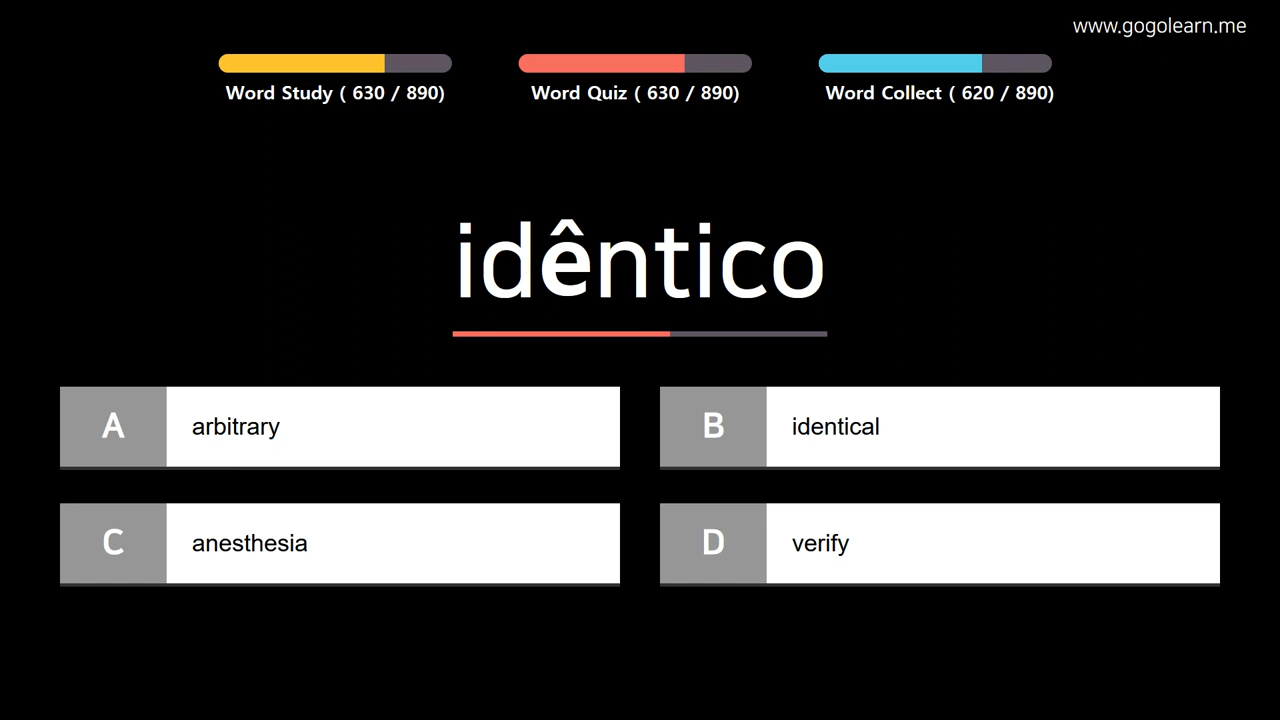 www.gogolearn.me
Word Study ( 630 / 890)
Word Quiz ( 630 / 890)
Word Collect ( 620 / 890)
idêntico
A arbitrary
B identical
C anesthesia
D verify